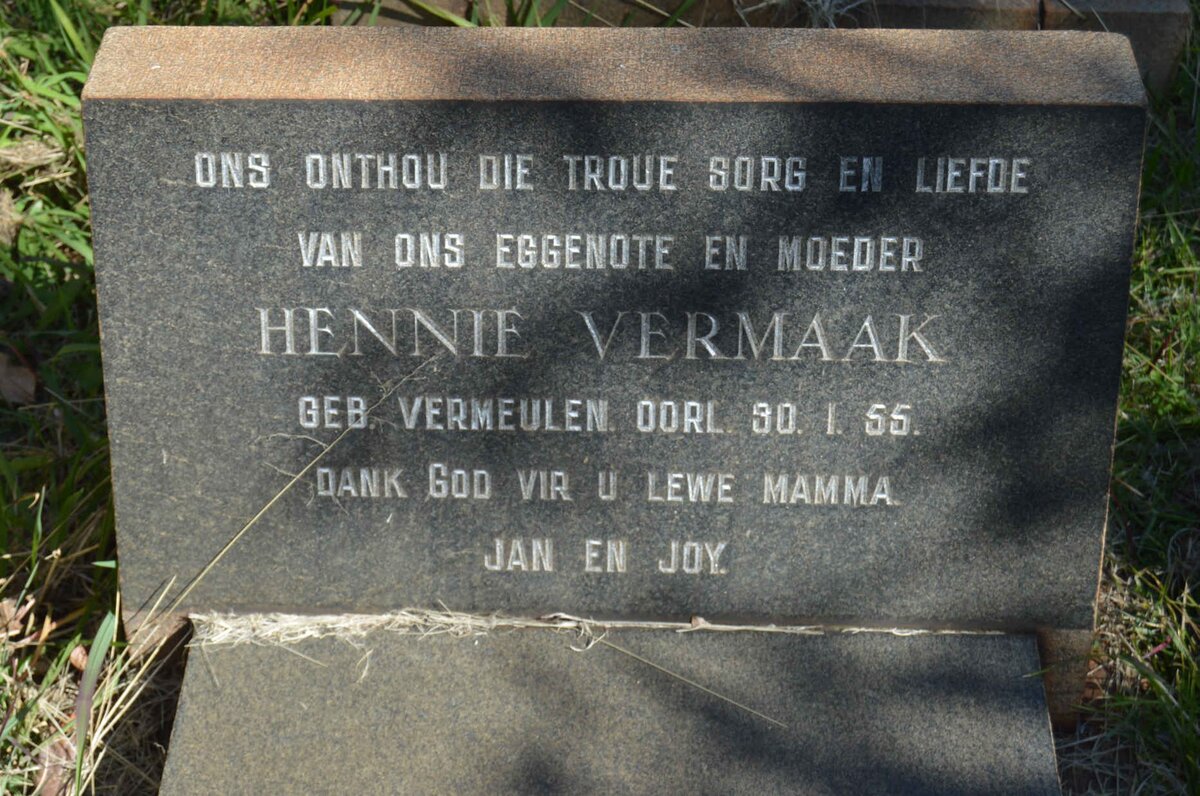 ONS ONTHOU DIE TROUE SORG EN LIEFDE
VAN ONS EGGENOTE EN MOEDER
HENNIE VERMAAK
GEB. VERMEULEN. OORL. 30. 1. 55.
DANK GOD VIR U LEWE MAMMA.
JAN EN JOY.